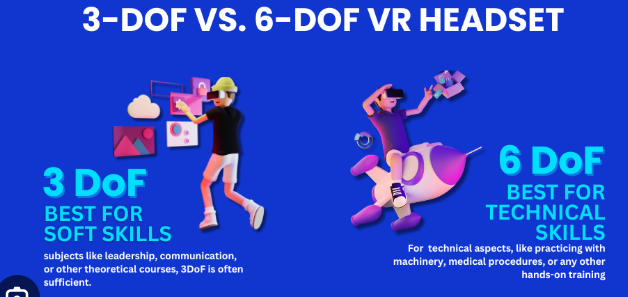 3-DOF VS. 6-DOF VR HEADSET
3 DoF
BEST FOR
SOFT SKILLS
subjects like leadership, communication,
or other theoretical courses, 3DoF is often
sufficient.
6 DoF
BEST FOR
TECHNICAL
SKILLS
For technical aspects, like practicing with
machinery, medical procedures, or any other
hands-on training